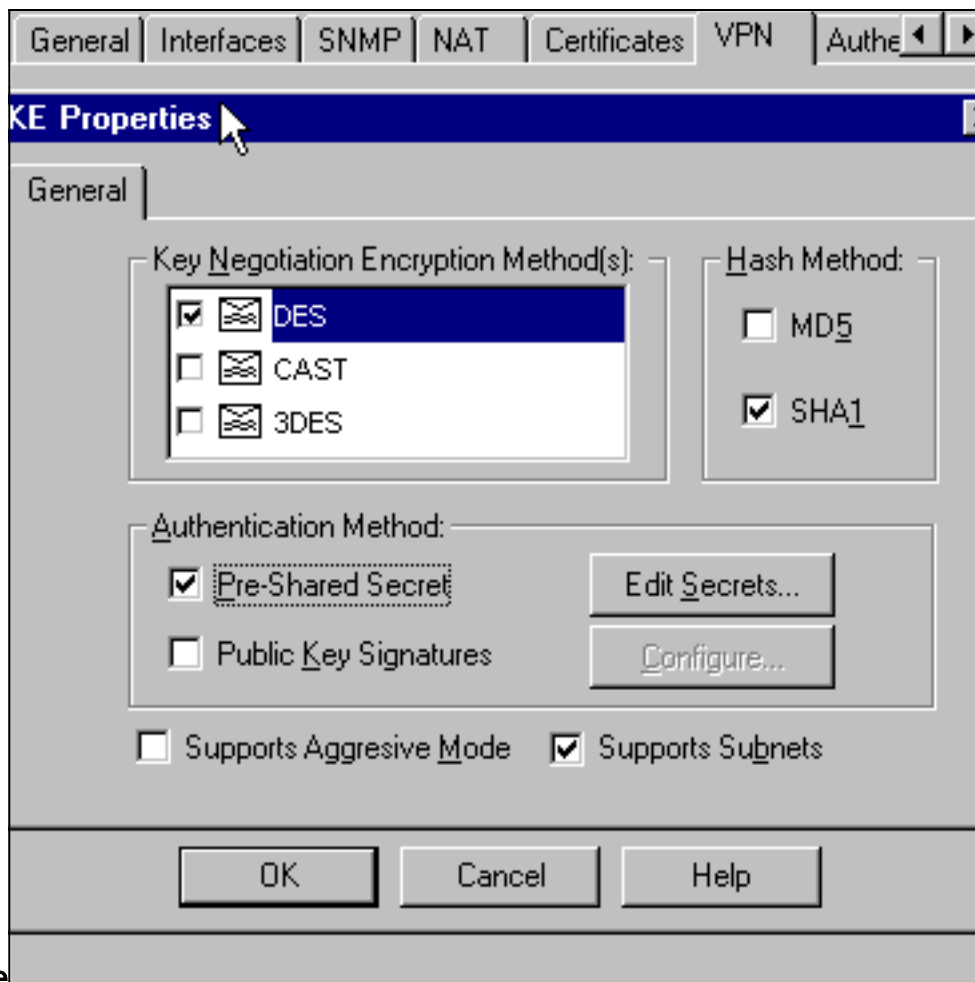 General Interfaces SNMP NAT Certificates VPN Authe
KE Properties
General
Key Negotiation Encryption Method(s):
DES
CAST
3DES
Hash Method:
MD5
SHA1
Authentication Method:
Pre-Shared Secret
Edit Secrets...
Public Key Signatures
Configure...
Supports Aggresive Mode
Supports Subnets
OK Cancel Help
e